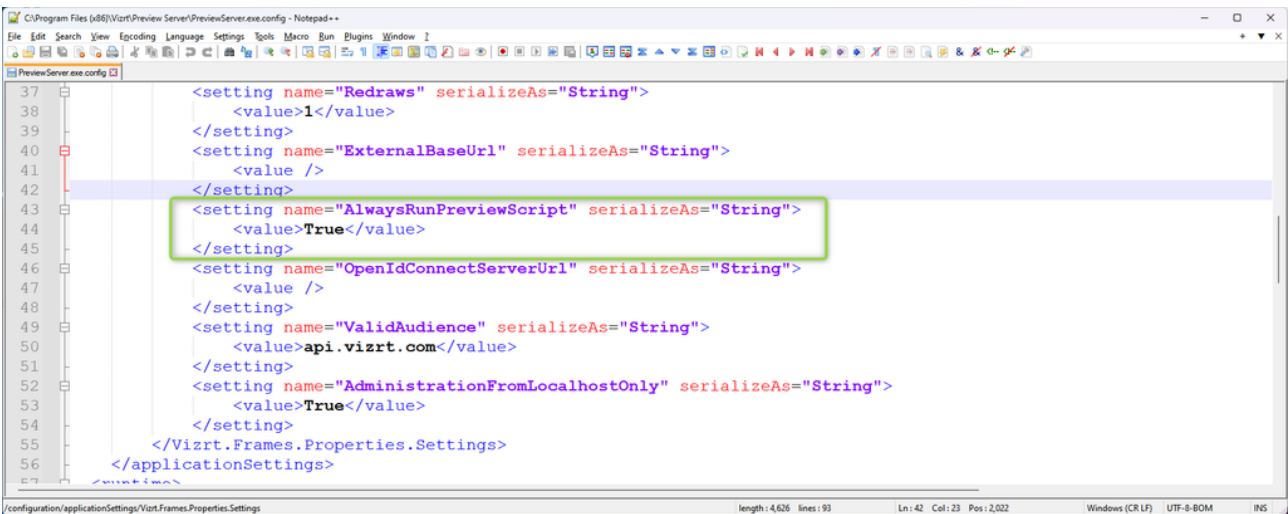 C:\Program Files (x86)\Vizrt\Preview Server\PreviewServer.exe.config - Notepad++
File Edit Search View Encoding Language Settings Tools Macro Run Plugins Window ?
PreviewServer.exe.config
37 <setting name="Redraws" serializeAs="String">
38 <value>1</value>
39 </setting>
40 <setting name="ExternalBaseUrl" serializeAs="String">
41 <value />
42 </setting>
43 <setting name="AlwaysRunPreviewScript" serializeAs="String">
44 <value>True</value>
45 </setting>
46 <setting name="OpenIdConnectServerUrl" serializeAs="String">
47 <value />
48 </setting>
49 <setting name="ValidAudience" serializeAs="String">
50 <value>api.vizrt.com</value>
51 </setting>
52 <setting name="AdministrationFromLocalhostOnly" serializeAs="String">
53 <value>True</value>
54 </setting>
55 </Vizrt.Frames.Properties.Settings>
56 </applicationSettings>
57 <runtime>
/configuration/applicationSettings/Vizrt.Frames.Properties.Settings length : 4,626 lines : 93 Ln : 42 Col : 23 Pos : 2,022 Windows (CR LF) UTF-8-BOM INS